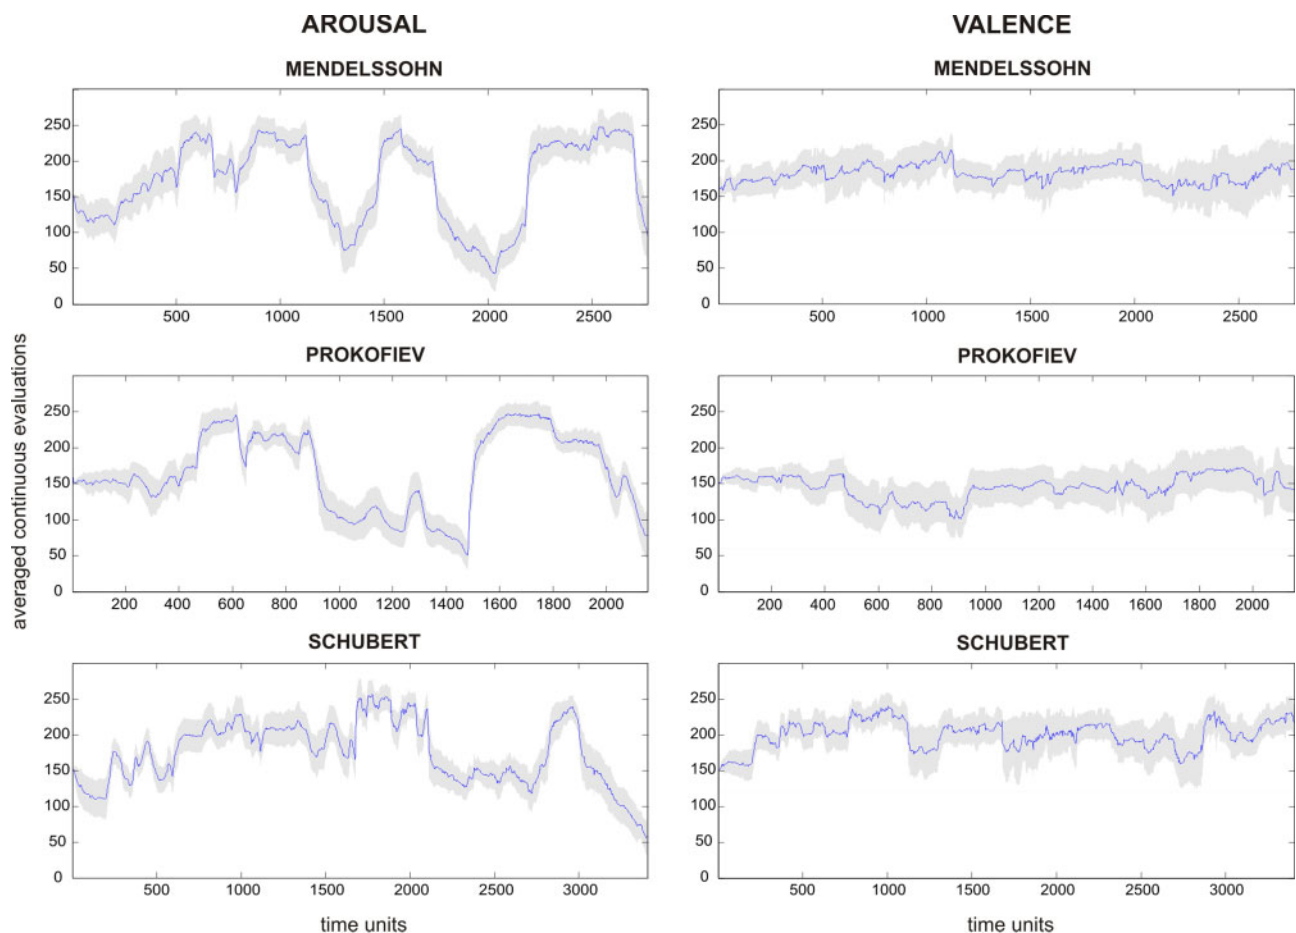 AROUSAL VALENCE
MENDELSSOHN MENDELSSOHN
250 250
200 200
150 150
100 100
50 50
0 0
500 1000 1500 2000 2500 500 1000 1500 2000 2500
averaged continuous evaluations
PROKOFIEV PROKOFIEV
250 250
200 200
150 150
100 100
50 50
0 0
200 400 600 800 1000 1200 1400 1600 1800 2000 200 400 600 800 1000 1200 1400 1600 1800 2000
SCHUBERT SCHUBERT
250 250
200 200
150 150
100 100
50 50
0 0
500 1000 1500 2000 2500 3000 500 1000 1500 2000 2500 3000
time units time units